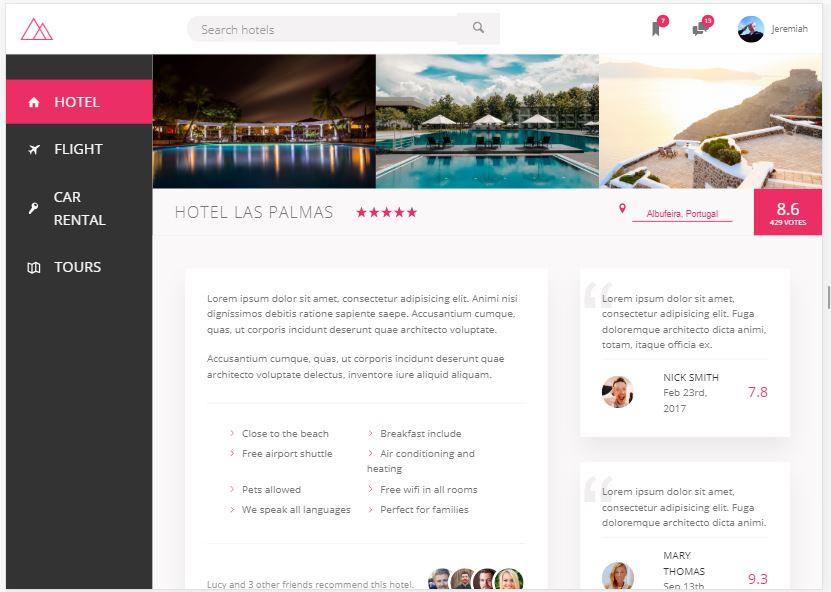 Search hotels
7
13
Jeremiah
HOTEL
FLIGHT
CAR
RENTAL
TOURS
HOTEL LAS PALMAS
Albufeira, Portugal
8.6
429 VOTES
Lorem ipsum dolor sit amet, consectetur adipisicing elit. Animi nisi
dignissimos debitis ratione sapiente saepe. Accusantium cumque,
quas, ut corporis incidunt deserunt quae architecto voluptate.
Accusantium cumque, quas, ut corporis incidunt deserunt quae
architecto voluptate delectus, inventore iure aliquid aliquam.
Close to the beach
Breakfast include
Free airport shuttle
Air conditioning and
heating
Pets allowed
Free wifi in all rooms
We speak all languages
Perfect for families
Lucy and 3 other friends recommend this hotel.
“
Lorem ipsum dolor sit amet,
consectetur adipisicing elit. Fuga
doloremque architecto dicta animi,
totam, itaque officia ex.
NICK SMITH
Feb 23rd,
2017
7.8
“
Lorem ipsum dolor sit amet,
consectetur adipisicing elit. Fuga
doloremque architecto dicta animi.
MARY
THOMAS
Sep 13th
9.3